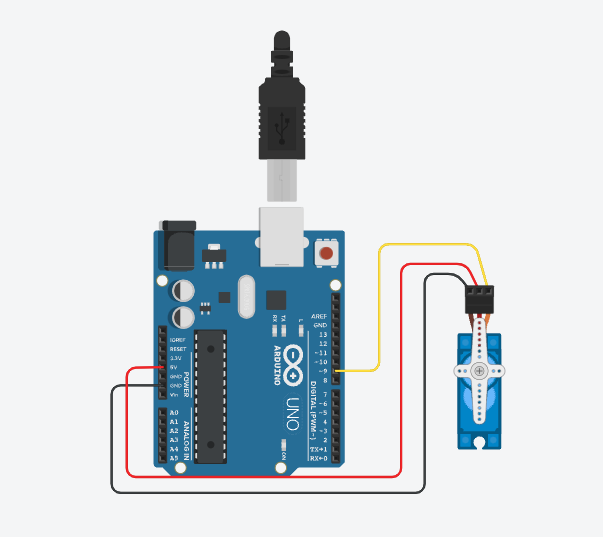 AREF
GND
13
12
~11
~10
~9
8
7
~6
~5
4
~3
2
TX→1
RX←0
DIGITAL (PWM~)
IOREF
RESET
3.3V
5V
GND
GND
Vin
POWER
A0
A1
A2
A3
A4
A5
ANALOG IN
RX
TX
L
ARDUINO
UNO
ON